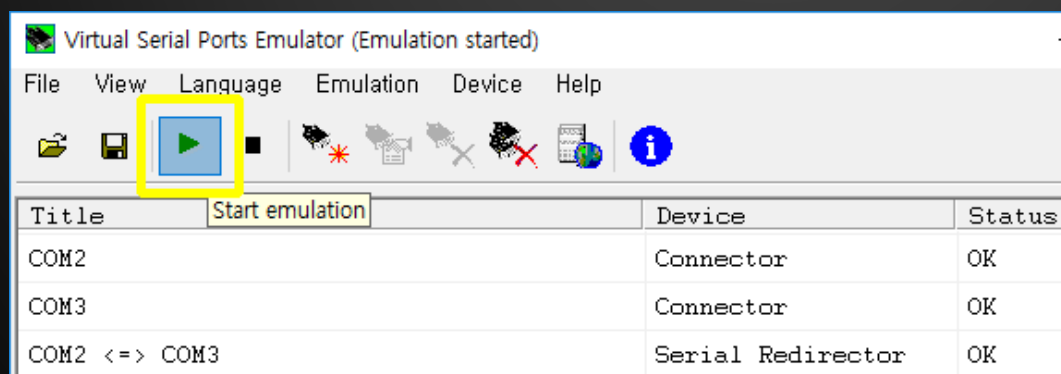 Virtual Serial Ports Emulator (Emulation started)
File View Language Emulation Device Help
Start emulation
Title Device Status
COM2 Connector OK
COM3 Connector OK
COM2 <=> COM3 Serial Redirector OK